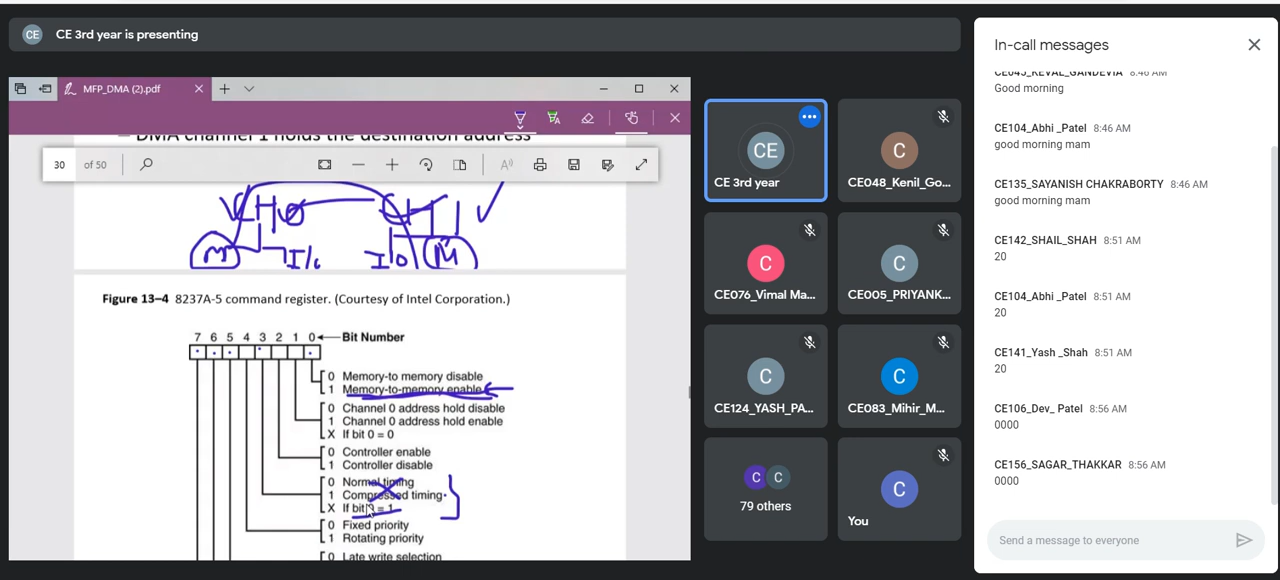 CE CE 3rd year is presenting
MFP_DMA (2).pdf
– DMA channel 1 holds the destination address
30 of 50
CH0 CH1
M I/o I/o M
Figure 13–4 8237A-5 command register. (Courtesy of Intel Corporation.)
7 6 5 4 3 2 1 0 Bit Number
0 Memory-to memory disable
1 Memory-to-memory enable
0 Channel 0 address hold disable
1 Channel 0 address hold enable
X If bit 0 = 0
0 Controller enable
1 Controller disable
0 Normal timing
1 Compressed timing
X If bit 0 = 1
0 Fixed priority
1 Rotating priority
0 Late write selection
CE
CE 3rd year
C
CE048_Kenil_Go...
C
CE076_Vimal Ma...
C
CE005_PRIYANK...
C
CE124_YASH_PA...
C
CE083_Mihir_M...
C C
79 others
C
You
In-call messages
CE045_KEVAL_GANDEVIA 8:46 AM
Good morning
CE104_Abhi _Patel 8:46 AM
good morning mam
CE135_SAYANISH CHAKRABORTY 8:46 AM
good morning mam
CE142_SHAIL_SHAH 8:51 AM
20
CE104_Abhi _Patel 8:51 AM
20
CE141_Yash _Shah 8:51 AM
20
CE106_Dev_ Patel 8:56 AM
0000
CE156_SAGAR_THAKKAR 8:56 AM
0000
Send a message to everyone